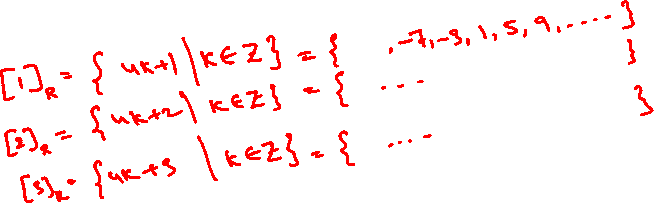 [1]_R = { 4k+1 | k ∈ Z } = { , -7, -3, 1, 5, 9, ..... }
[2]_R = { 4k+2 | k ∈ Z } = { ... }
[3]_R = { 4k+3 | k ∈ Z } = { .... }